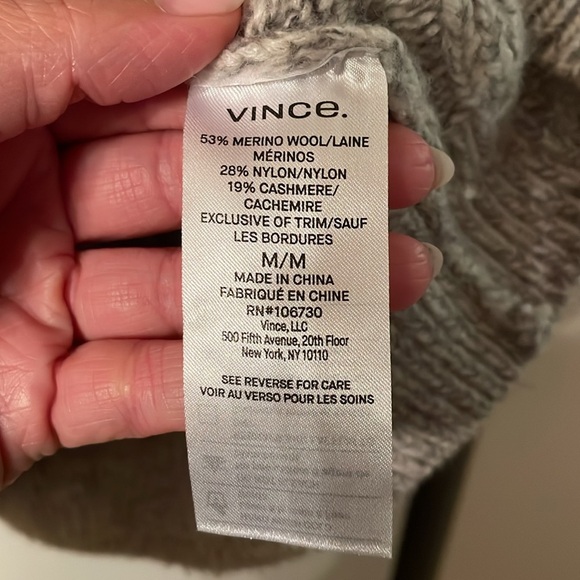 VINCE.
53% MERINO WOOL/LAINE
MÉRINOS
28% NYLON/NYLON
19% CASHMERE/
CACHEMIRE
EXCLUSIVE OF TRIM/SAUF
LES BORDURES
M/M
MADE IN CHINA
FABRIQUÉ EN CHINE
RN#106730
Vince, LLC
500 Fifth Avenue, 20th Floor
New York, NY 10110
SEE REVERSE FOR CARE
VOIR AU VERSO POUR LES SOINS